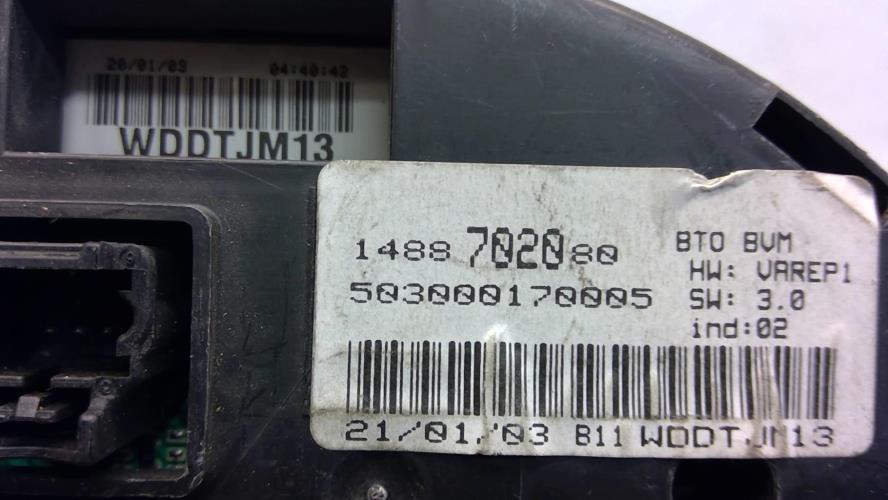 20/01/03 04:40:42
WDDTJM13
1488 7020 80 BTO BVM
HW: VAREP1
503000170005 SW: 3.0
ind:02
21/01/03 B11 WDDTJM13